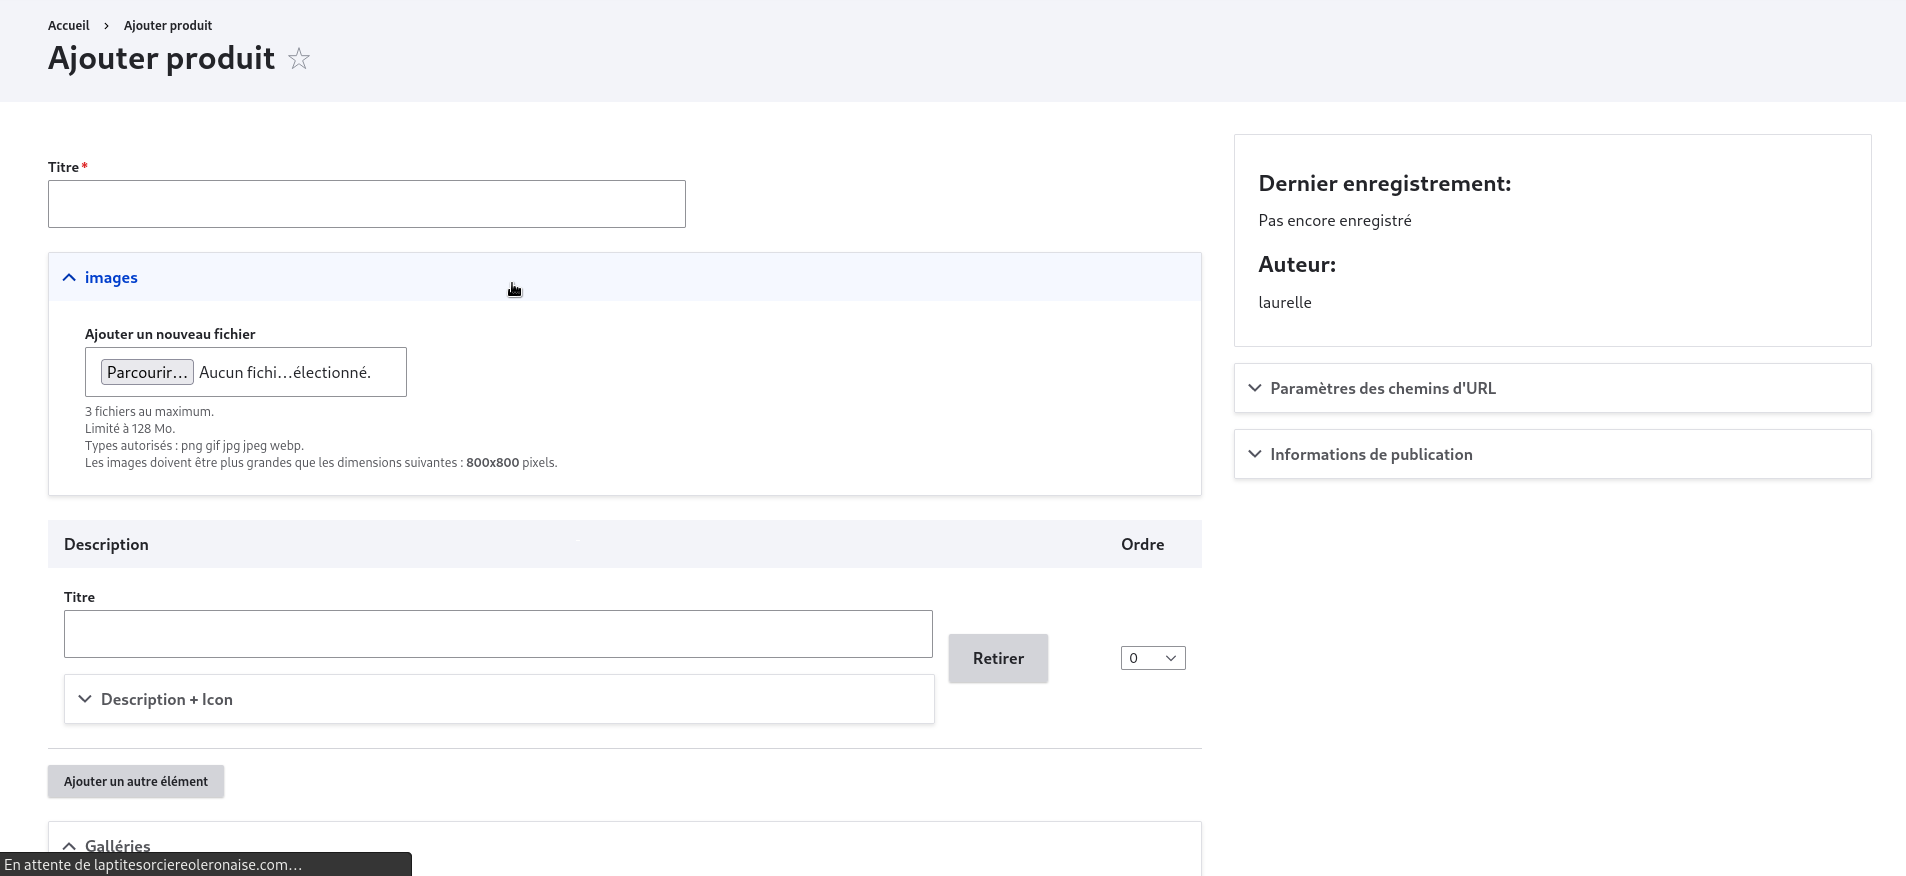 Accueil > Ajouter produit
Ajouter produit
Titre*
images
Ajouter un nouveau fichier
Parcourir… Aucun fichi…électionné.
3 fichiers au maximum.
Limité à 128 Mo.
Types autorisés : png gif jpg jpeg webp.
Les images doivent être plus grandes que les dimensions suivantes : 800x800 pixels.
Description Ordre
Titre
Retirer 0
Description + Icon
Ajouter un autre élément
Galléries
En attente de laptitesorciereoleronaise.com…
Dernier enregistrement:
Pas encore enregistré
Auteur:
laurelle
Paramètres des chemins d'URL
Informations de publication